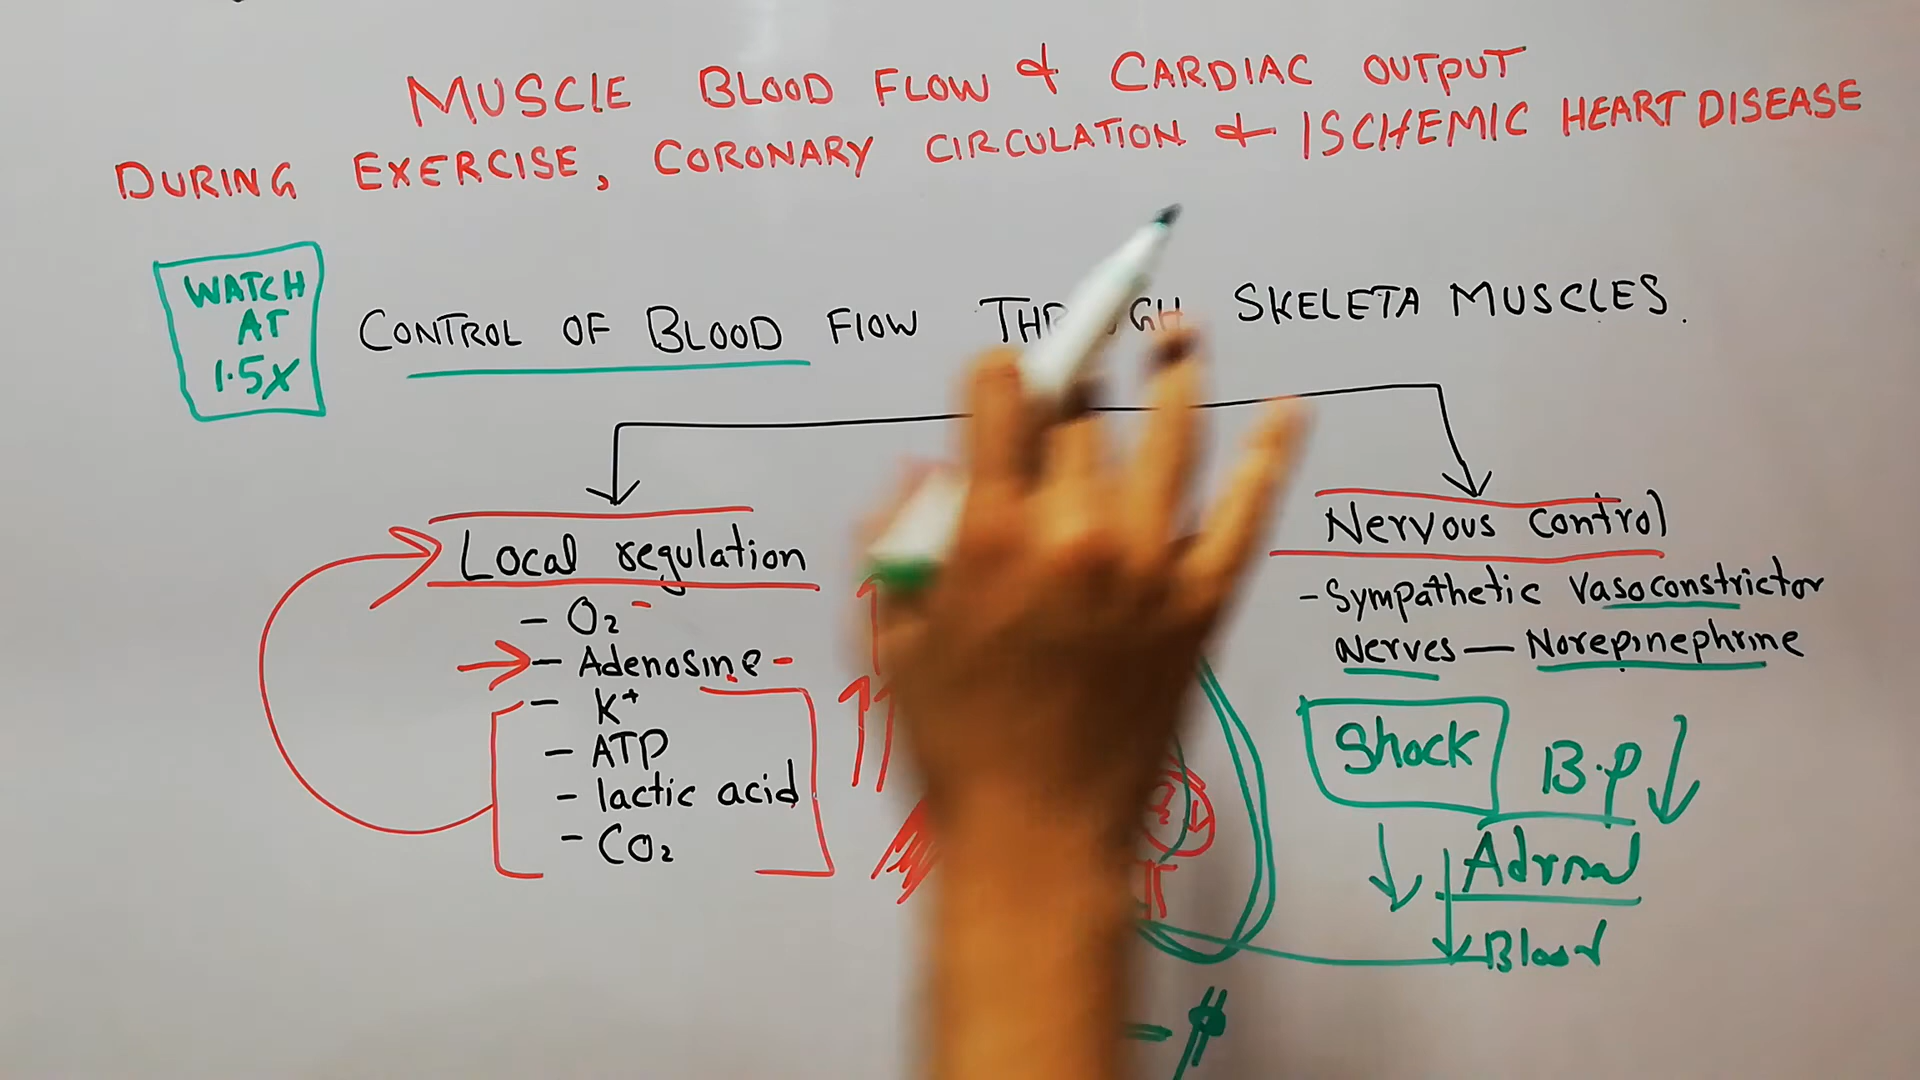 MUSCLE BLOOD FLOW & CARDIAC OUTPUT
DURING EXERCISE, CORONARY CIRCULATION & ISCHEMIC HEART DISEASE
WATCH
AT
1.5X
CONTROL OF BLOOD FLOW SKELETA MUSCLES.
Local regulation
- O2 -
- Adenosine -
- K+
- ATP
- lactic acid
- CO2
Nervous control
- Sympathetic Vasoconstrictor
Nerves — Norepinephrine
Shock
B.P ↓
Adrnal
Blood